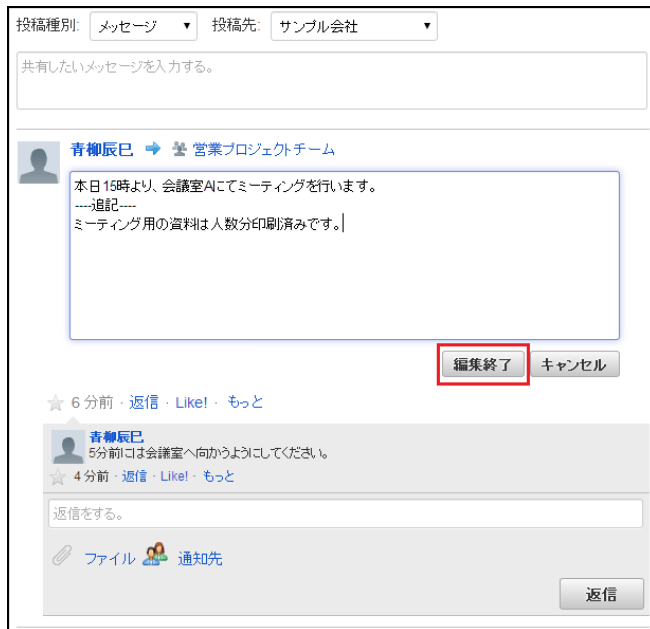 投稿種別: メッセージ 投稿先: サンプル会社
共有したいメッセージを入力する。
青柳辰巳 営業プロジェクトチーム
本日15時より、会議室Aにてミーティングを行います。
----追記----
ミーティング用の資料は人数分印刷済みです。
編集終了 キャンセル
6分前 · 返信 · Like! · もっと
青柳辰巳
5分前には会議室へ向かうようにしてください。
4分前 · 返信 · Like! · もっと
返信をする。
ファイル 通知先
返信